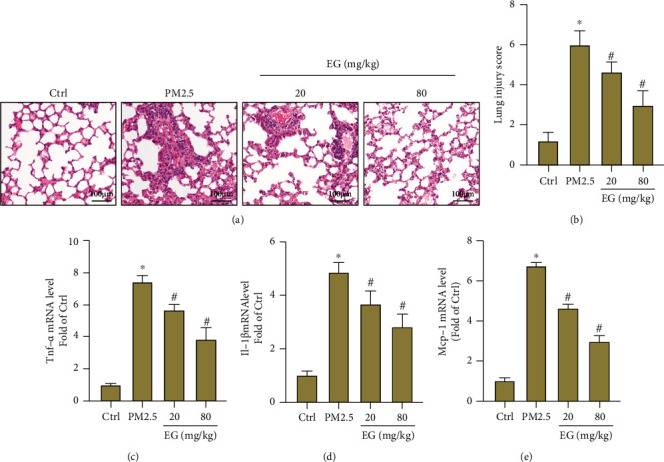 EG (mg/kg)
Ctrl PM2.5 20 80
100μm 100μm 100μm 100μm
(a)
Lung injury score
8
6
4
2
0
*
#
#
Ctrl PM2.5 20 80
EG (mg/kg)
(b)
Tnf-α mRNA level
Fold of Ctrl
10
8
6
4
2
0
*
#
#
Ctrl PM2.5 20 80
EG (mg/kg)
(c)
Il-1βmRNAlevel
Fold of Ctrl
6
4
2
0
*
#
#
Ctrl PM2.5 20 80
EG (mg/kg)
(d)
Mcp-1 mRNA level
(Fold of Ctrl)
8
6
4
2
0
*
#
#
Ctrl PM2.5 20 80
EG (mg/kg)
(e)